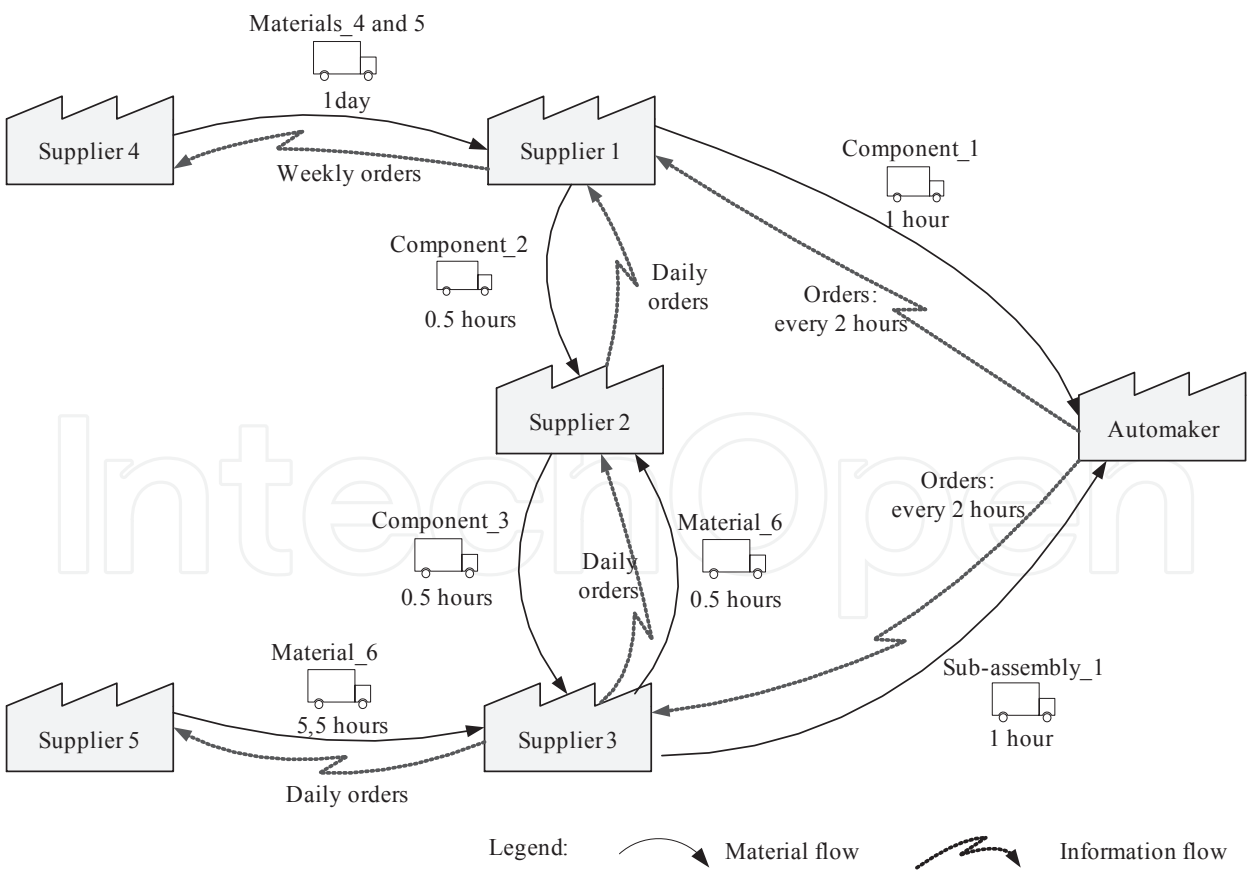 Materials_4 and 5
1day
Supplier 4
Supplier 1
Weekly orders
Component_1
1 hour
Component_2
0.5 hours
Daily
orders
Orders:
every 2 hours
Supplier 2
Automaker
Orders:
every 2 hours
Component_3
0.5 hours
Daily
orders
Material_6
0.5 hours
Material_6
5,5 hours
Sub-assembly_1
1 hour
Supplier 5
Supplier 3
Daily orders
Legend:
Material flow
Information flow
IntechOpen